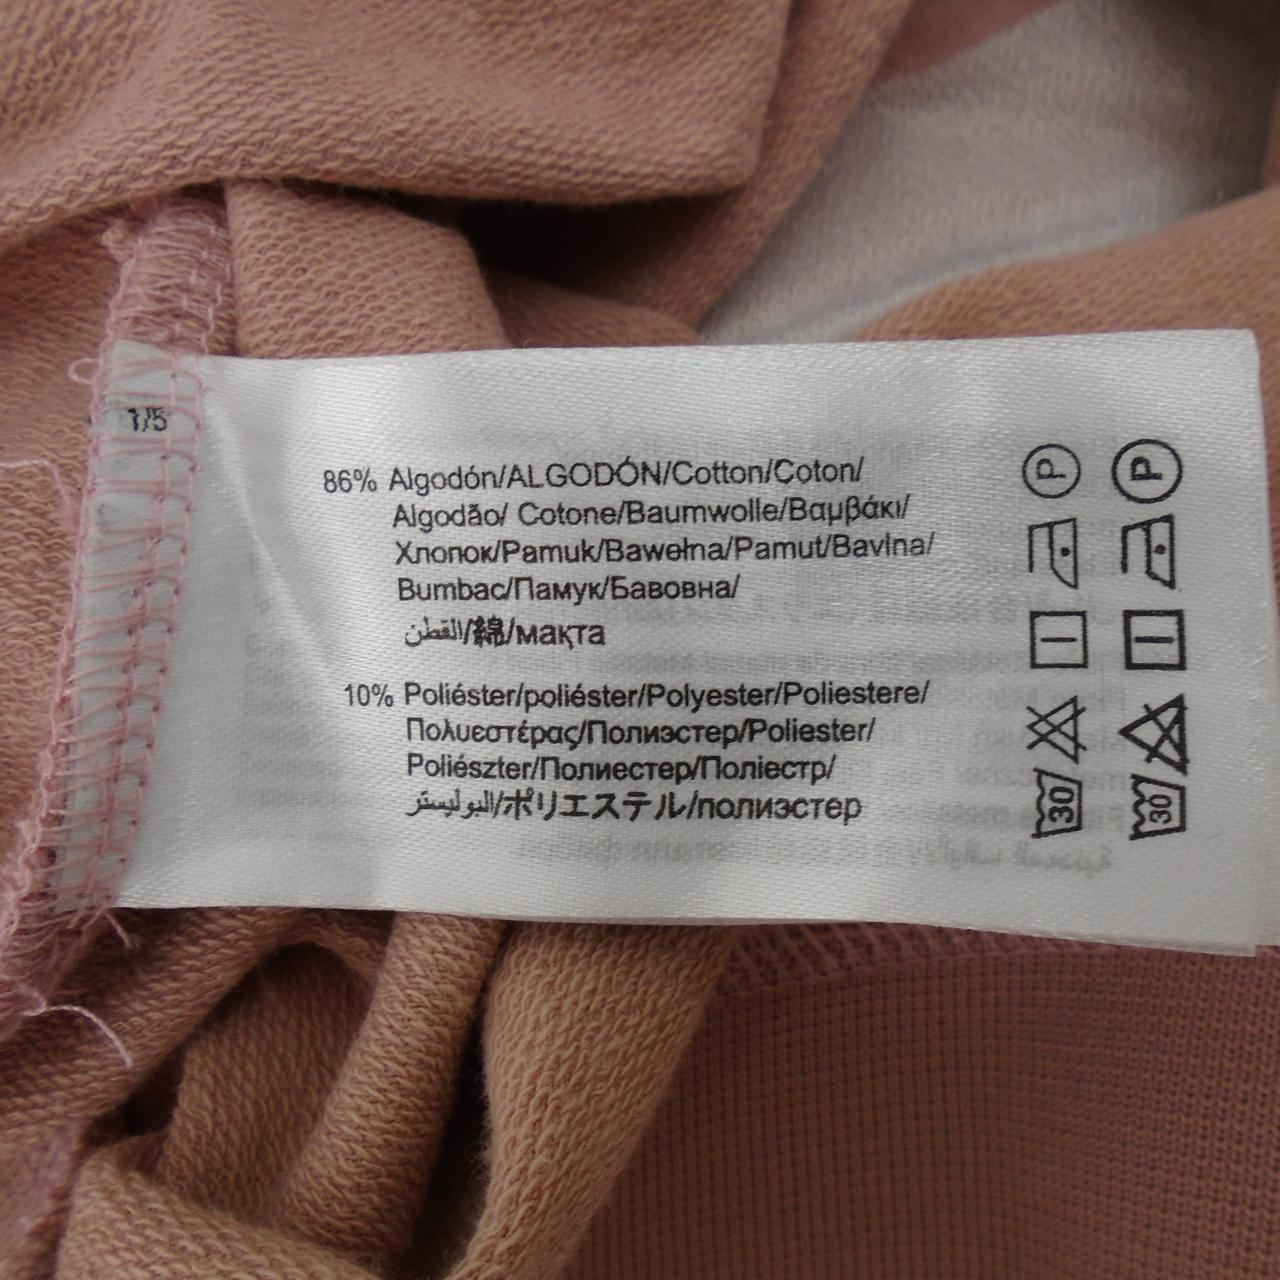 1/5
86% Algodón/ALGODÓN/Cotton/Coton/
Algodão/ Cotone/Baumwolle/Βαμβάκι/
Хлопок/Pamuk/Bawełna/Pamut/Bavlna/
Bumbac/Памук/Бавовна/
القطن/綿/мақта
10% Poliéster/poliéster/Polyester/Poliestere/
Πολυεστέρας/Полиэстер/Poliester/
Poliészter/Полиестер/Поліестр/
البوليستر/ポリエステル/полиэстер
P P
30 30